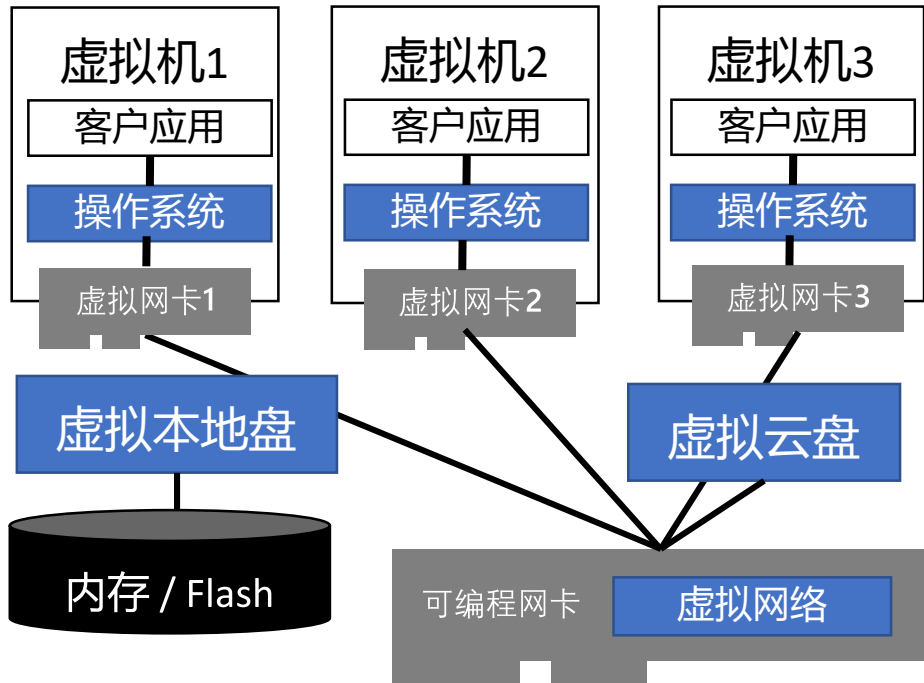 虚拟机1
客户应用
操作系统
虚拟网卡1
虚拟机2
客户应用
操作系统
虚拟网卡2
虚拟机3
客户应用
操作系统
虚拟网卡3
虚拟本地盘
虚拟云盘
内存 / Flash
可编程网卡
虚拟网络